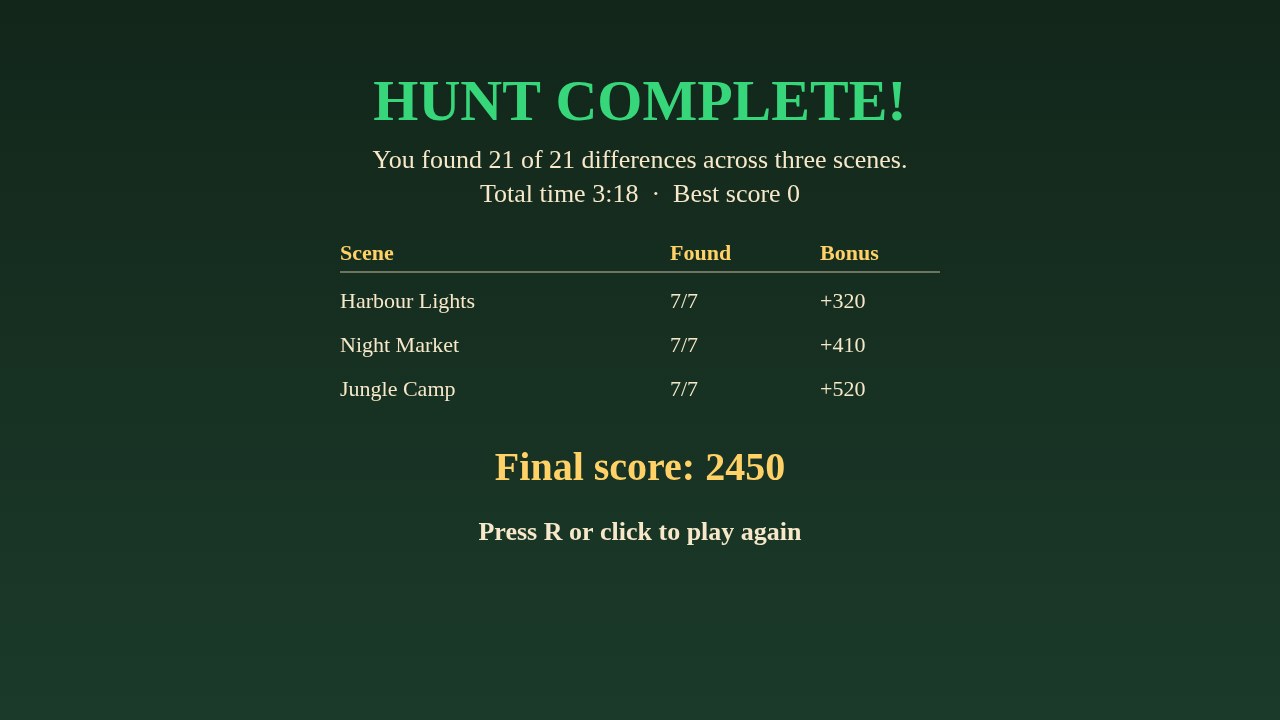 HUNT COMPLETE!
You found 21 of 21 differences across three scenes.
Total time 3:18 · Best score 0
Scene Found Bonus
Harbour Lights 7/7 +320
Night Market 7/7 +410
Jungle Camp 7/7 +520
Final score: 2450
Press R or click to play again